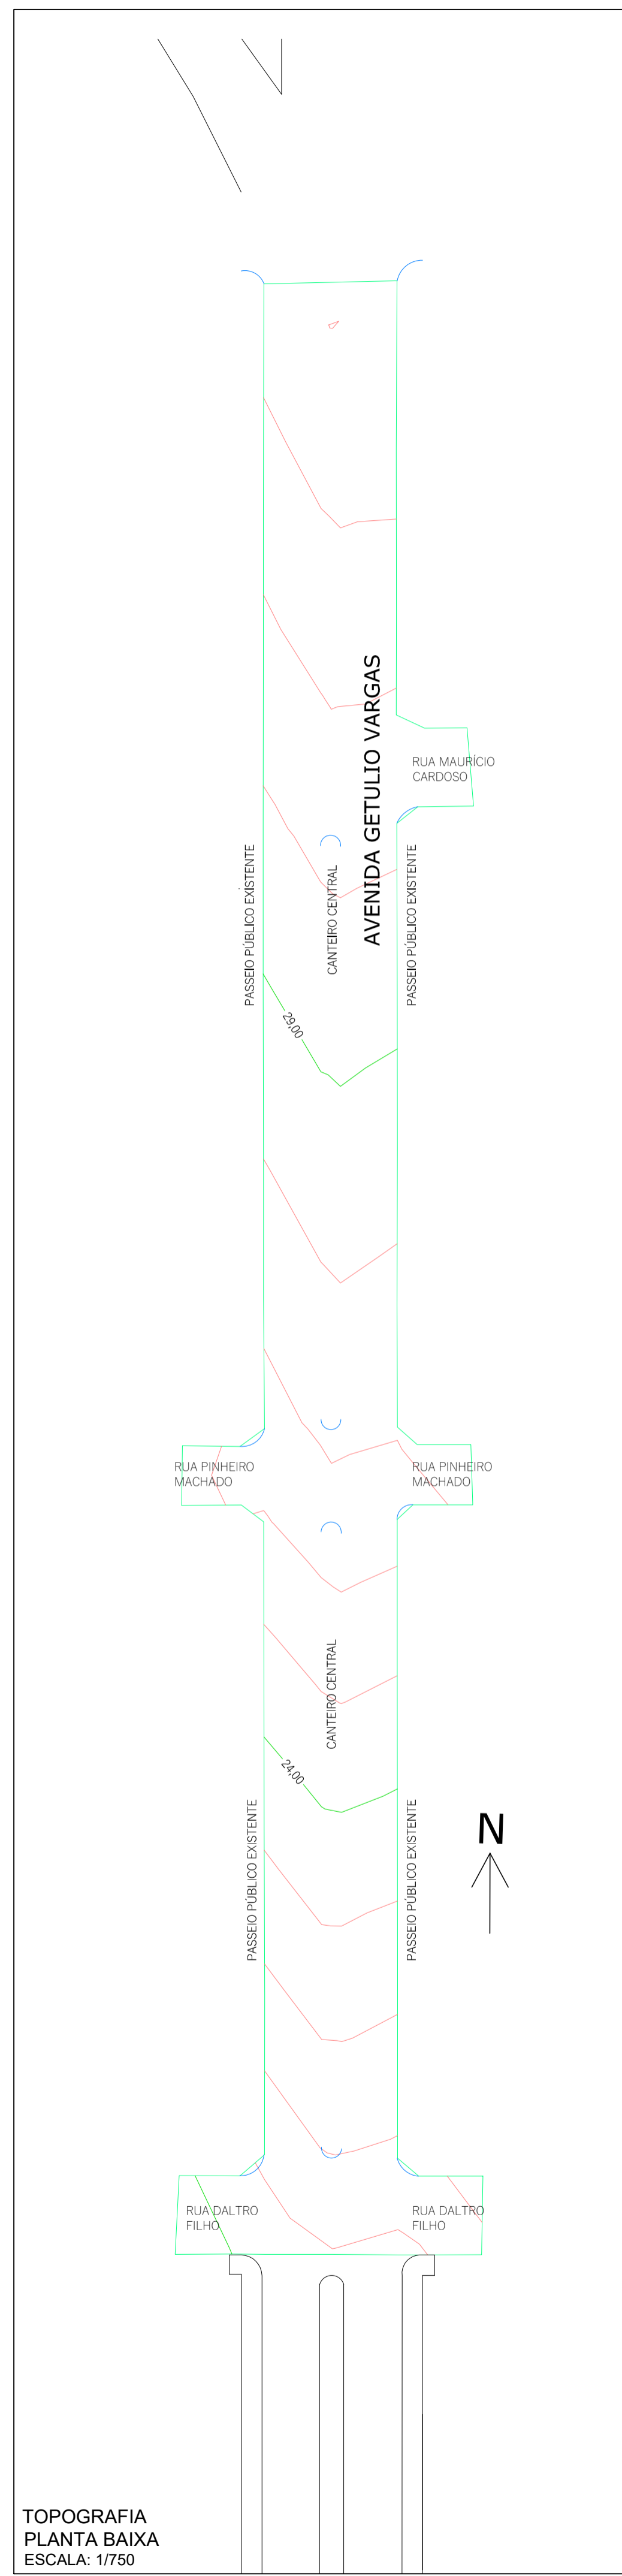 AVENIDA GETULIO VARGAS
RUA MAURÍCIO
CARDOSO
PASSEIO PÚBLICO EXISTENTE
CANTEIRO CENTRAL
PASSEIO PÚBLICO EXISTENTE
29,00
RUA PINHEIRO
MACHADO
RUA PINHEIRO
MACHADO
CANTEIRO CENTRAL
24,00
PASSEIO PÚBLICO EXISTENTE
PASSEIO PÚBLICO EXISTENTE
N
RUA DALTRO
FILHO
RUA DALTRO
FILHO
TOPOGRAFIA
PLANTA BAIXA
ESCALA: 1/750